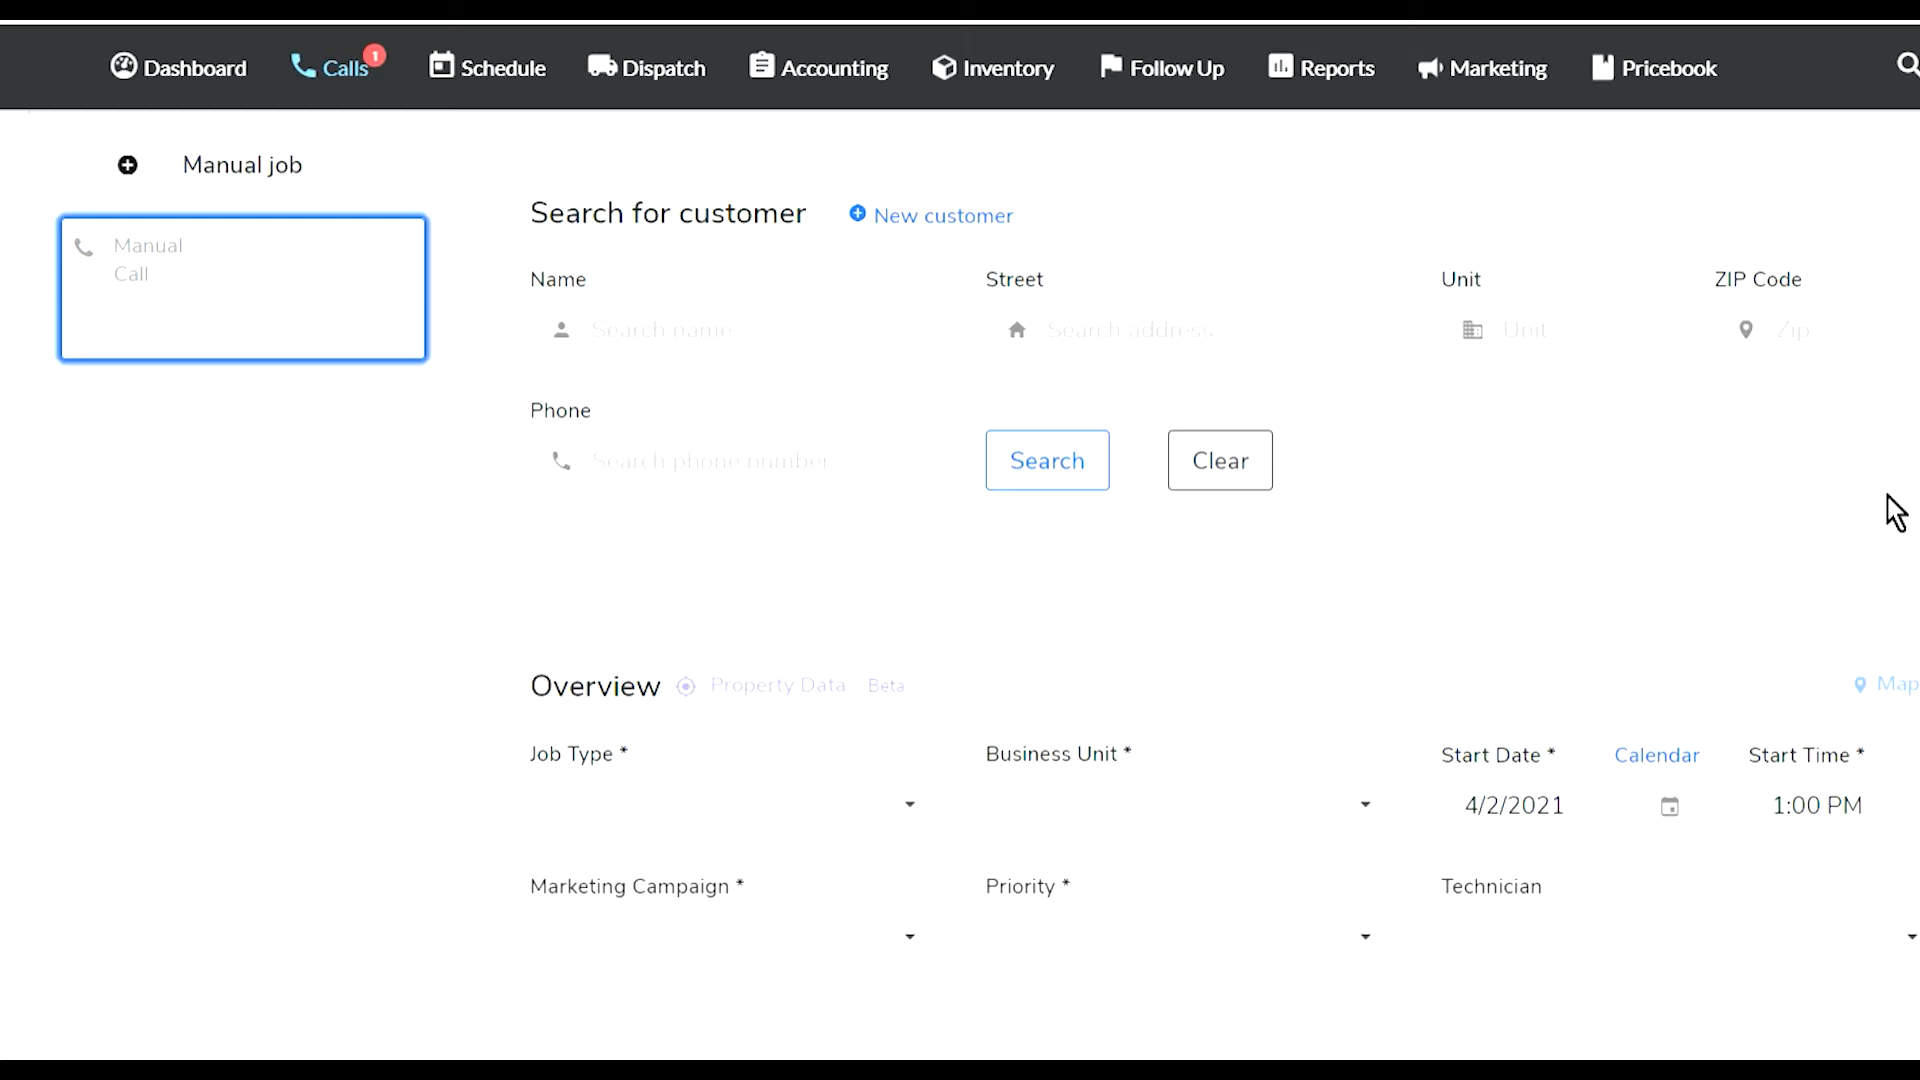 Dashboard Calls 1 Schedule Dispatch Accounting Inventory Follow Up Reports Marketing Pricebook
Manual job
Manual
Call
Search for customer New customer
Name Street Unit ZIP Code
Search name Search address Unit Zip
Phone
Search phone number Search Clear
Overview Property Data Beta Map
Job Type * Business Unit * Start Date * Calendar Start Time *
4/2/2021 1:00 PM
Marketing Campaign * Priority * Technician